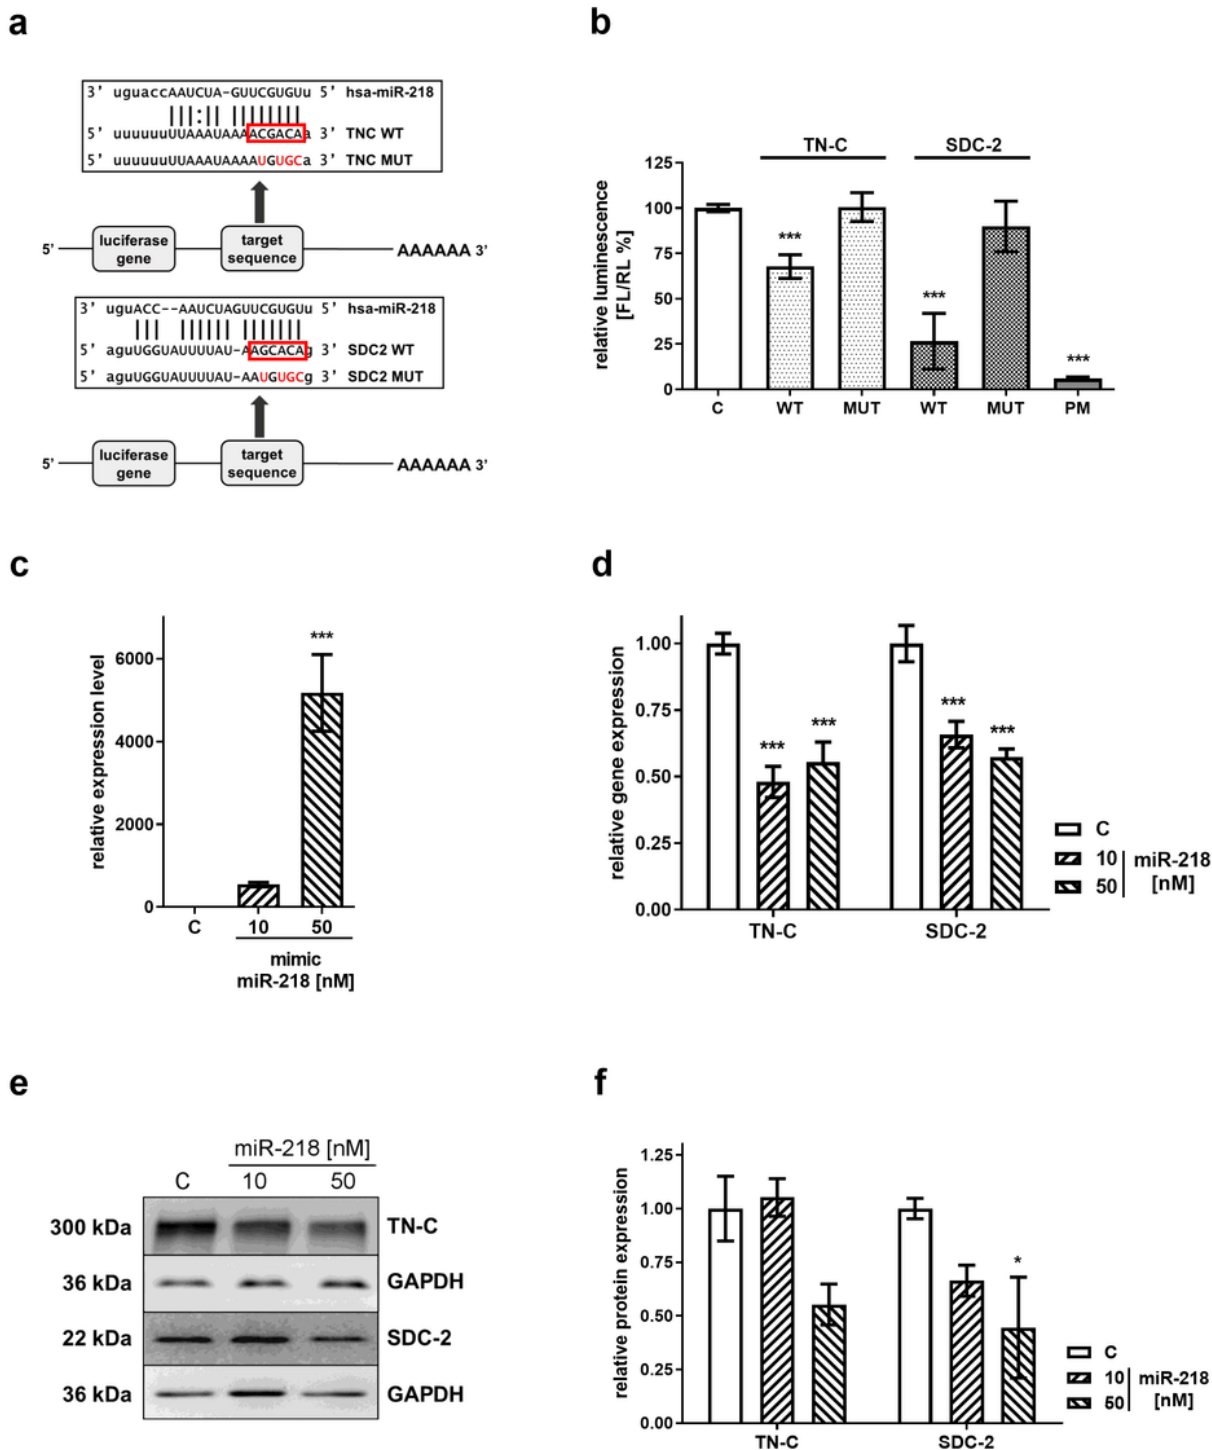 a
3’ uguaccAAUCUA-GUUCGUGUu 5’ hsa-miR-218
5’ uuuuuuUUAAAUAAAACGACAa 3’ TNC WT
5’ uuuuuuUUAAAUAAAAUGUGCa 3’ TNC MUT
5’ luciferase gene target sequence AAAAAA 3’
3’ uguACC--AAUCUAGUUCGUGUu 5’ hsa-miR-218
5’ aguUGGUAUUUUAU-AAGCACAg 3’ SDC2 WT
5’ aguUGGUAUUUUAU-AAUGUGCg 3’ SDC2 MUT
5’ luciferase gene target sequence AAAAAA 3’
b
relative luminescence
[FL/RL %]
125
100
75
50
25
0
TN-C SDC-2
***
***
***
C WT MUT WT MUT PM
c
relative expression level
6000
4000
2000
0
***
C 10 50
mimic
miR-218 [nM]
d
relative gene expression
1.00
0.75
0.50
0.25
0.00
*** *** *** ***
TN-C SDC-2
C
10
50
miR-218
[nM]
e
miR-218 [nM]
C 10 50
300 kDa TN-C
36 kDa GAPDH
22 kDa SDC-2
36 kDa GAPDH
f
relative protein expression
1.25
1.00
0.75
0.50
0.25
0.00
*
TN-C SDC-2
C
10
50
miR-218
[nM]